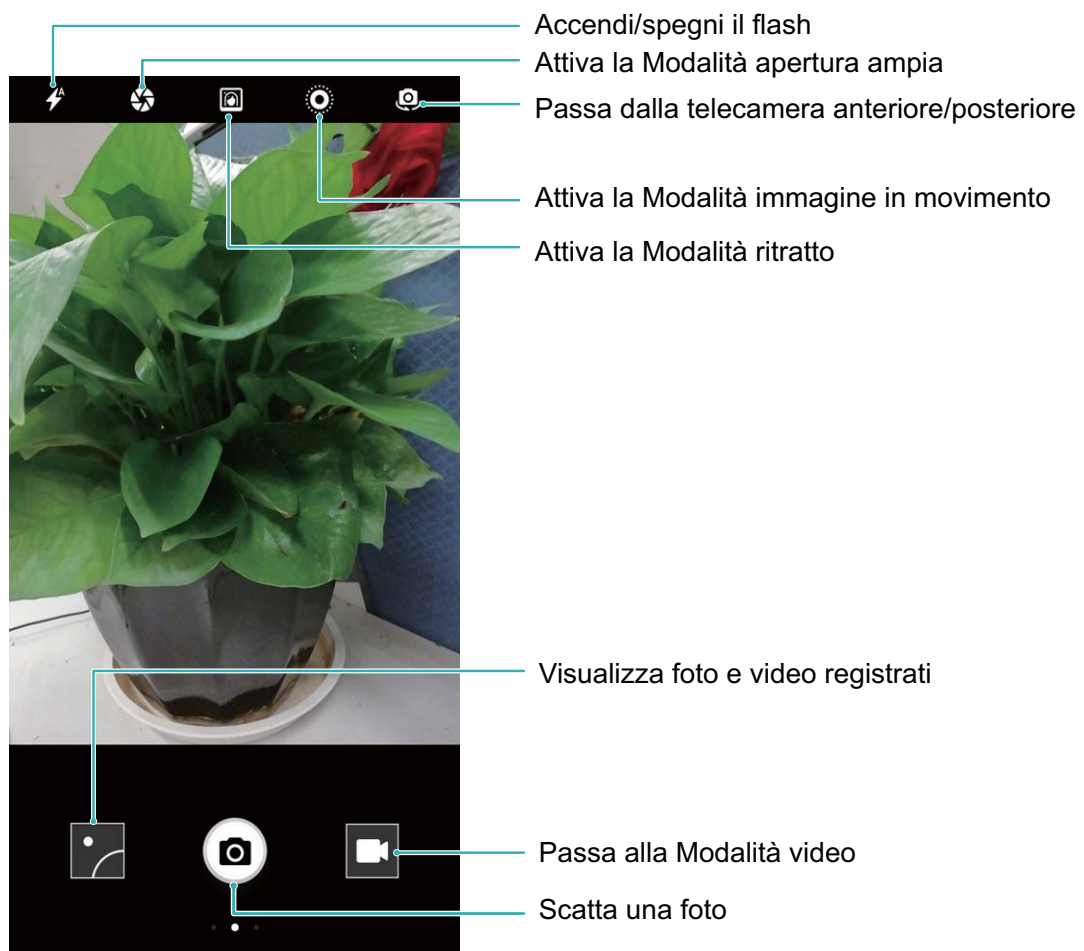 Accendi/spegni il flash
Attiva la Modalità apertura ampia
Passa dalla telecamera anteriore/posteriore
Attiva la Modalità immagine in movimento
Attiva la Modalità ritratto
Visualizza foto e video registrati
Passa alla Modalità video
Scatta una foto